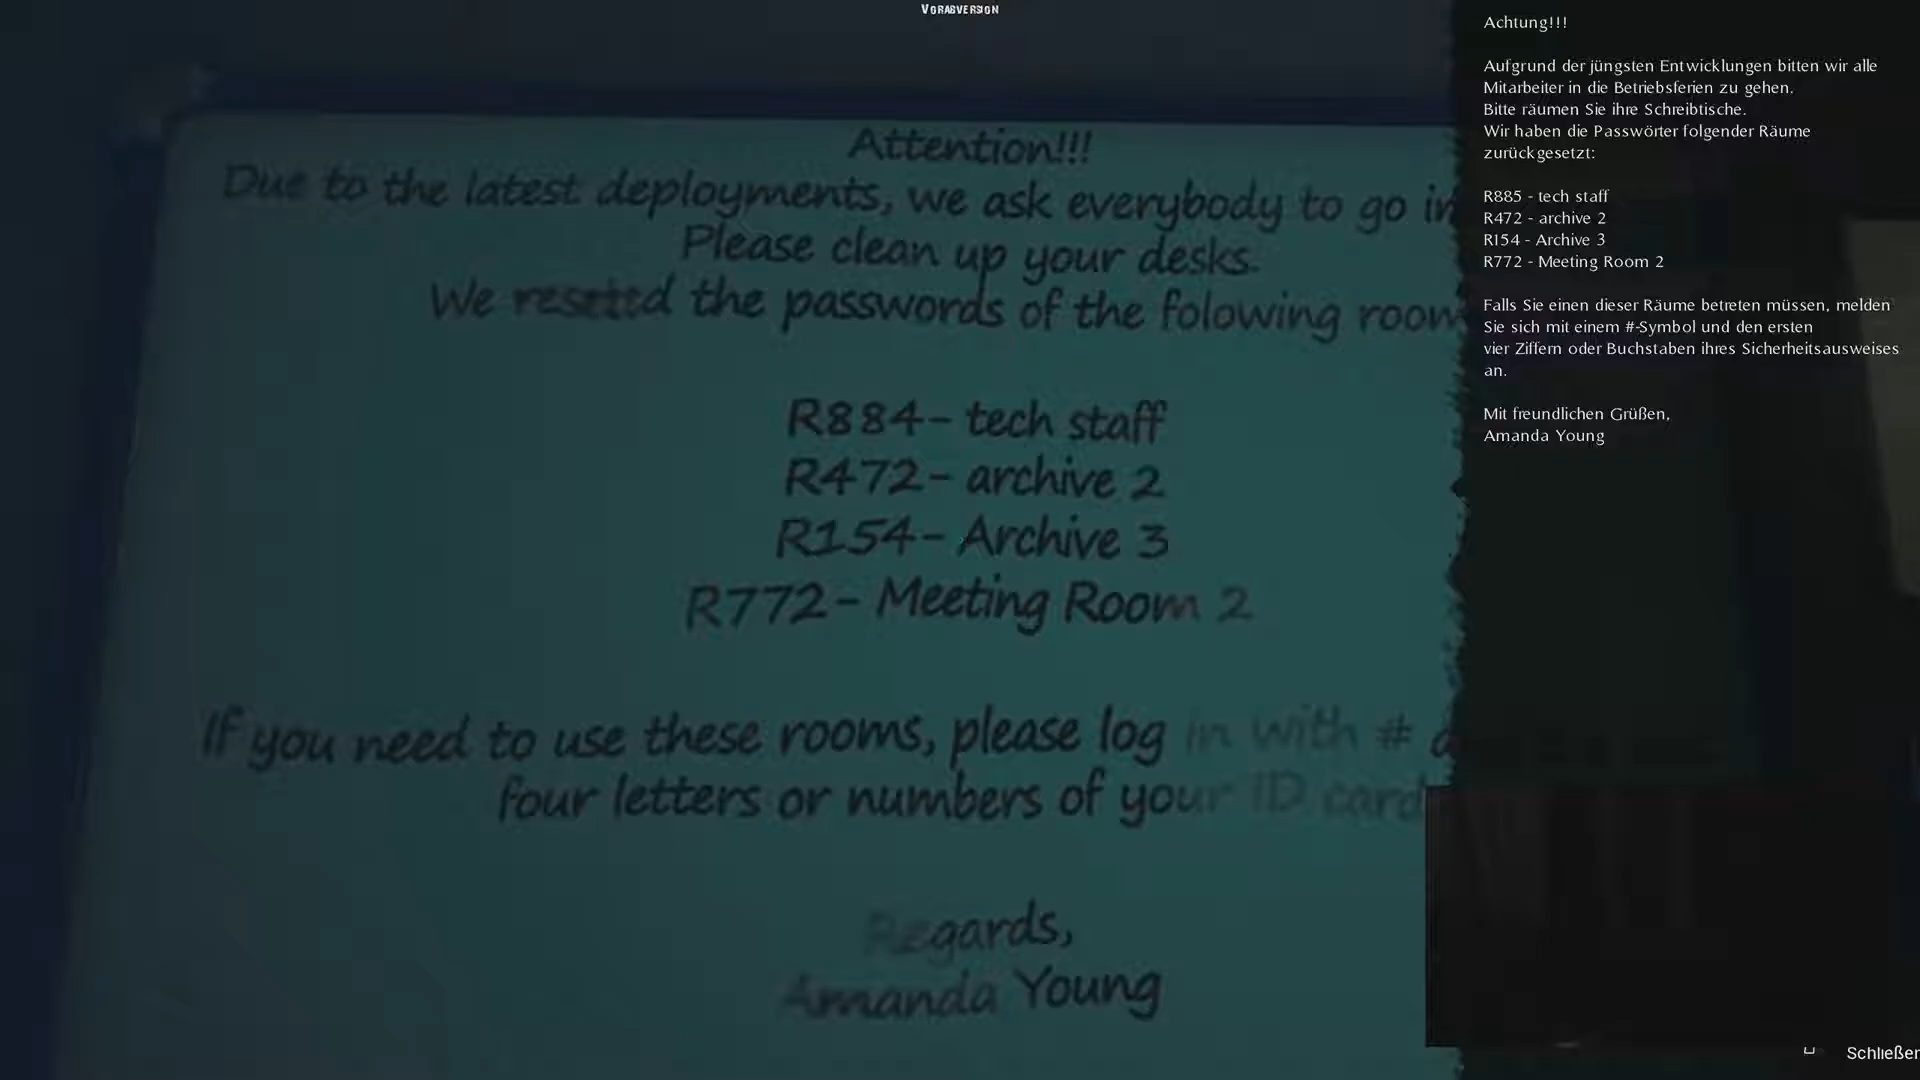 Vorabversion
Attention!!!
Due to the latest deployments, we ask everybody to go in
Please clean up your desks.
We resetted the passwords of the folowing room
R884- tech staff
R472- archive 2
R154- Archive 3
R772- Meeting Room 2
If you need to use these rooms, please log in with #
four letters or numbers of your ID card
Regards,
Amanda Young
Achtung!!!
Aufgrund der jüngsten Entwicklungen bitten wir alle
Mitarbeiter in die Betriebsferien zu gehen.
Bitte räumen Sie ihre Schreibtische.
Wir haben die Passwörter folgender Räume
zurückgesetzt:
R885 - tech staff
R472 - archive 2
R154 - Archive 3
R772 - Meeting Room 2
Falls Sie einen dieser Räume betreten müssen, melden
Sie sich mit einem #-Symbol und den ersten
vier Ziffern oder Buchstaben ihres Sicherheitsausweises
an.
Mit freundlichen Grüßen,
Amanda Young
Schließen